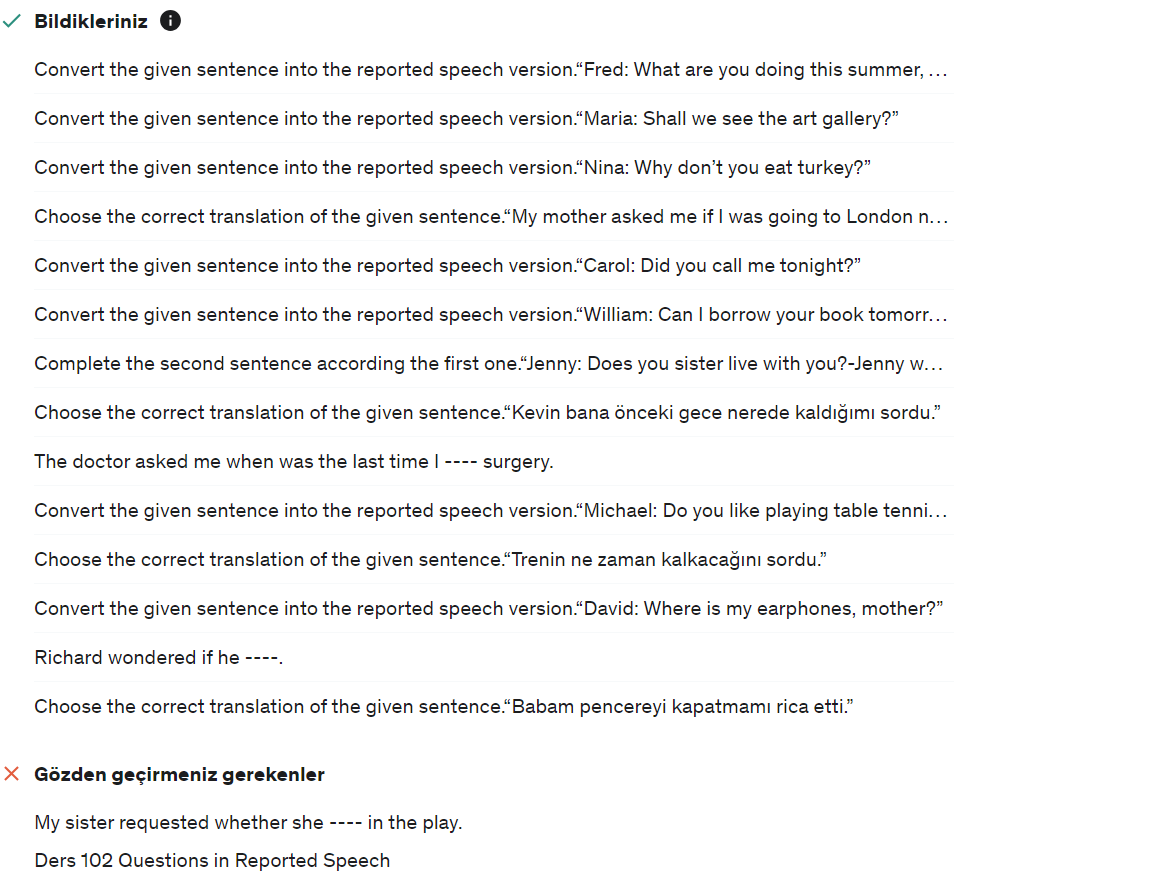 Bildikleriniz
Convert the given sentence into the reported speech version.“Fred: What are you doing this summer, ...
Convert the given sentence into the reported speech version.“Maria: Shall we see the art gallery?”
Convert the given sentence into the reported speech version.“Nina: Why don’t you eat turkey?”
Choose the correct translation of the given sentence.“My mother asked me if I was going to London n...
Convert the given sentence into the reported speech version.“Carol: Did you call me tonight?”
Convert the given sentence into the reported speech version.“William: Can I borrow your book tomorr...
Complete the second sentence according the first one.“Jenny: Does you sister live with you?-Jenny w...
Choose the correct translation of the given sentence.“Kevin bana önceki gece nerede kaldığımı sordu.”
The doctor asked me when was the last time I ---- surgery.
Convert the given sentence into the reported speech version.“Michael: Do you like playing table tenni...
Choose the correct translation of the given sentence.“Trenin ne zaman kalkacağını sordu.”
Convert the given sentence into the reported speech version.“David: Where is my earphones, mother?”
Richard wondered if he ----.
Choose the correct translation of the given sentence.“Babam pencereyi kapatmamı rica etti.”
Gözden geçirmeniz gerekenler
My sister requested whether she ---- in the play.
Ders 102 Questions in Reported Speech